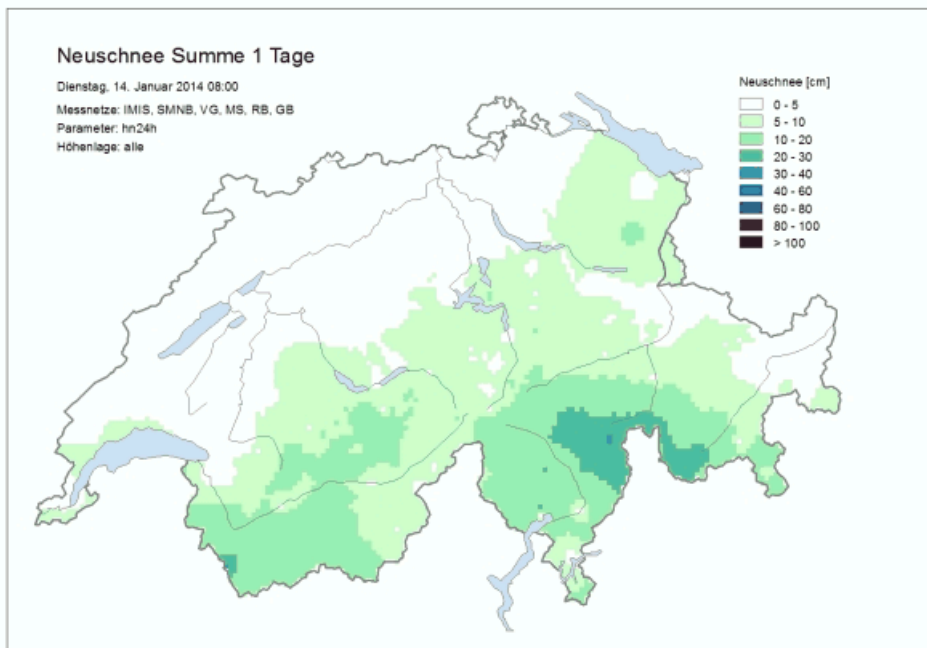 Neuschnee Summe 1 Tage
Dienstag, 14. Januar 2014 08:00
Messnetze: IMIS, SMNB, VG, MS, RB, GB
Parameter: hn24h
Höhenlage: alle
Neuschnee [cm]
0 - 5
5 - 10
10 - 20
20 - 30
30 - 40
40 - 60
60 - 80
80 - 100
> 100